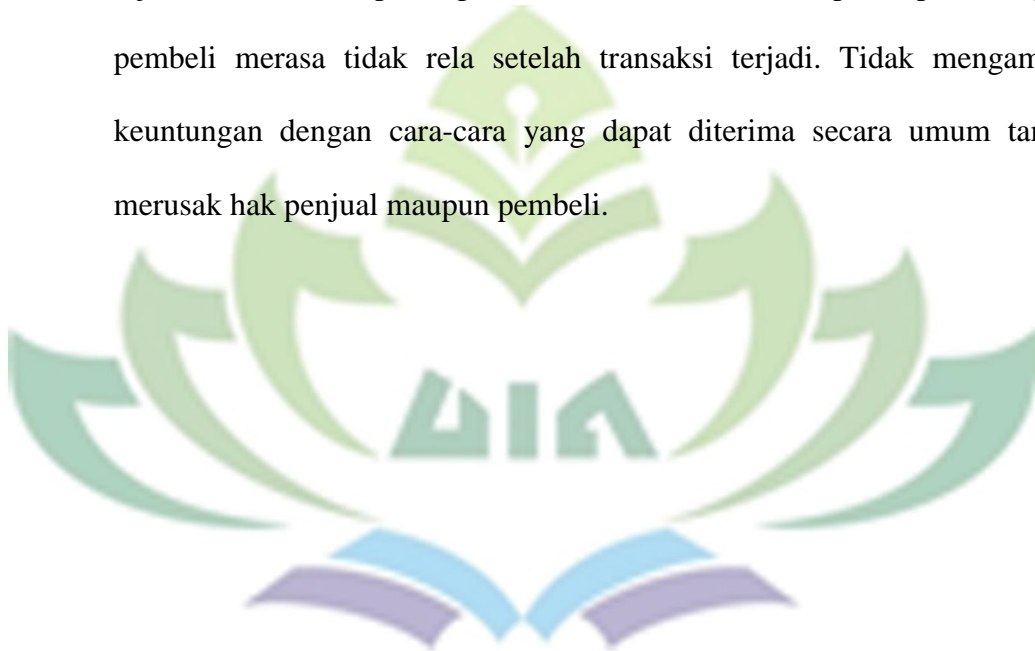 pembeli merasa tidak rela setelah transaksi terjadi. Tidak mengam
keuntungan dengan cara-cara yang dapat diterima secara umum tan
merusak hak penjual maupun pembeli.
UIN